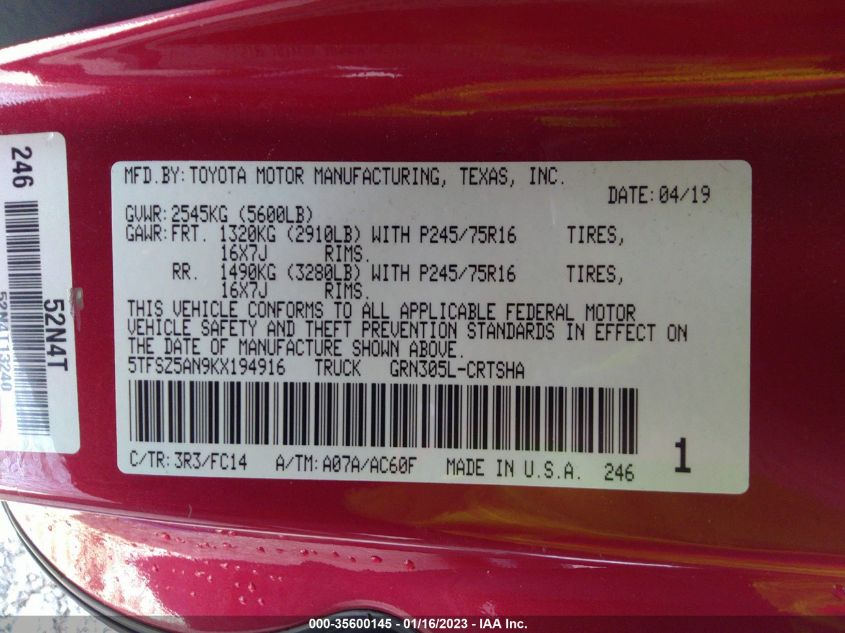 246
52N4T
52N4T13240
MFD.BY: TOYOTA MOTOR MANUFACTURING, TEXAS, INC.
DATE: 04/19
GVWR: 2545KG (5600LB)
GAWR: FRT. 1320KG (2910LB) WITH P245/75R16 TIRES,
16X7J RIMS.
RR. 1490KG (3280LB) WITH P245/75R16 TIRES,
16X7J RIMS.
THIS VEHICLE CONFORMS TO ALL APPLICABLE FEDERAL MOTOR
VEHICLE SAFETY AND THEFT PREVENTION STANDARDS IN EFFECT ON
THE DATE OF MANUFACTURE SHOWN ABOVE.
5TFSZ5AN9KX194916 TRUCK GRN305L-CRTSHA
C/TR: 3R3/FC14 A/TM: A07A/AC60F MADE IN U.S.A. 246 1
000-35600145 - 01/16/2023 - IAA Inc.